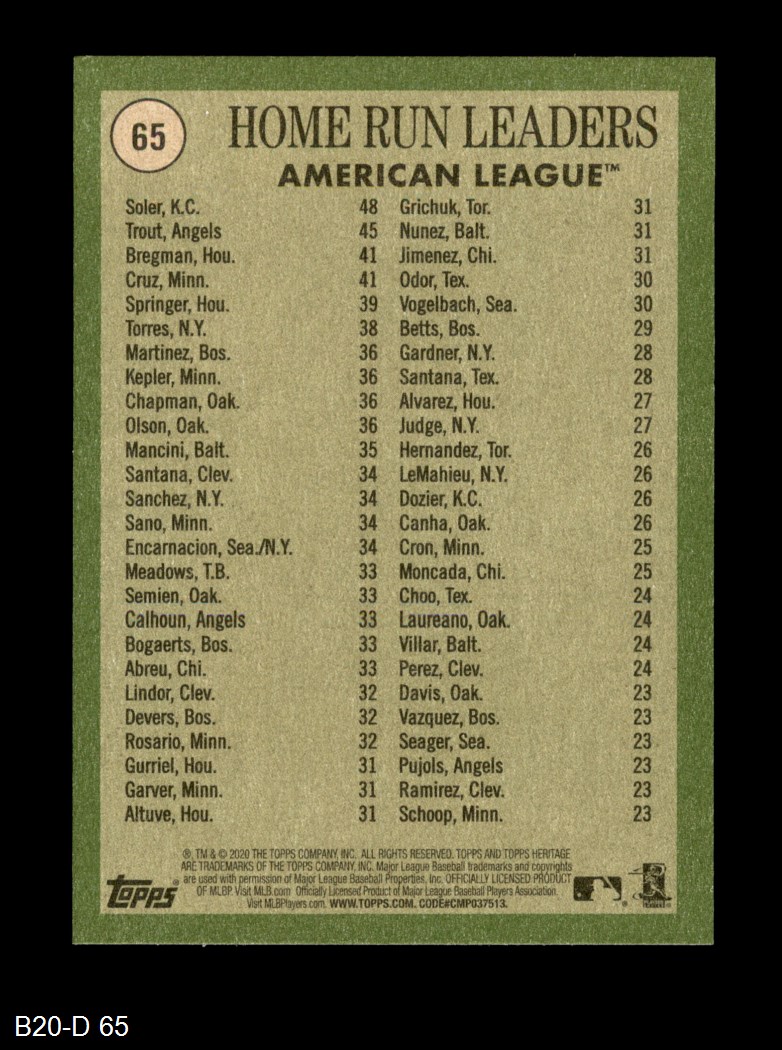 65
HOME RUN LEADERS
AMERICAN LEAGUE™
Soler, K.C. 48
Trout, Angels 45
Bregman, Hou. 41
Cruz, Minn. 41
Springer, Hou. 39
Torres, N.Y. 38
Martinez, Bos. 36
Kepler, Minn. 36
Chapman, Oak. 36
Olson, Oak. 36
Mancini, Balt. 35
Santana, Clev. 34
Sanchez, N.Y. 34
Sano, Minn. 34
Encarnacion, Sea./N.Y. 34
Meadows, T.B. 33
Semien, Oak. 33
Calhoun, Angels 33
Bogaerts, Bos. 33
Abreu, Chi. 33
Lindor, Clev. 32
Devers, Bos. 32
Rosario, Minn. 32
Gurriel, Hou. 31
Garver, Minn. 31
Altuve, Hou. 31
Grichuk, Tor. 31
Nunez, Balt. 31
Jimenez, Chi. 31
Odor, Tex. 30
Vogelbach, Sea. 30
Betts, Bos. 29
Gardner, N.Y. 28
Santana, Tex. 28
Alvarez, Hou. 27
Judge, N.Y. 27
Hernandez, Tor. 26
LeMahieu, N.Y. 26
Dozier, K.C. 26
Canha, Oak. 26
Cron, Minn. 25
Moncada, Chi. 25
Choo, Tex. 24
Laureano, Oak. 24
Villar, Balt. 24
Perez, Clev. 24
Davis, Oak. 23
Vazquez, Bos. 23
Seager, Sea. 23
Pujols, Angels 23
Ramirez, Clev. 23
Schoop, Minn. 23
®, TM & © 2020 THE TOPPS COMPANY, INC. ALL RIGHTS RESERVED. TOPPS AND TOPPS HERITAGE
ARE TRADEMARKS OF THE TOPPS COMPANY, INC. Major League Baseball trademarks and copyrights
are used with permission of Major League Baseball Properties, Inc. OFFICIALLY LICENSED PRODUCT
OF MLBP. Visit MLB.com Officially Licensed Product of Major League Baseball Players Association.
Visit MLBPlayers.com. WWW.TOPPS.COM. CODE#CMP037513.
Topps®
B20-D 65